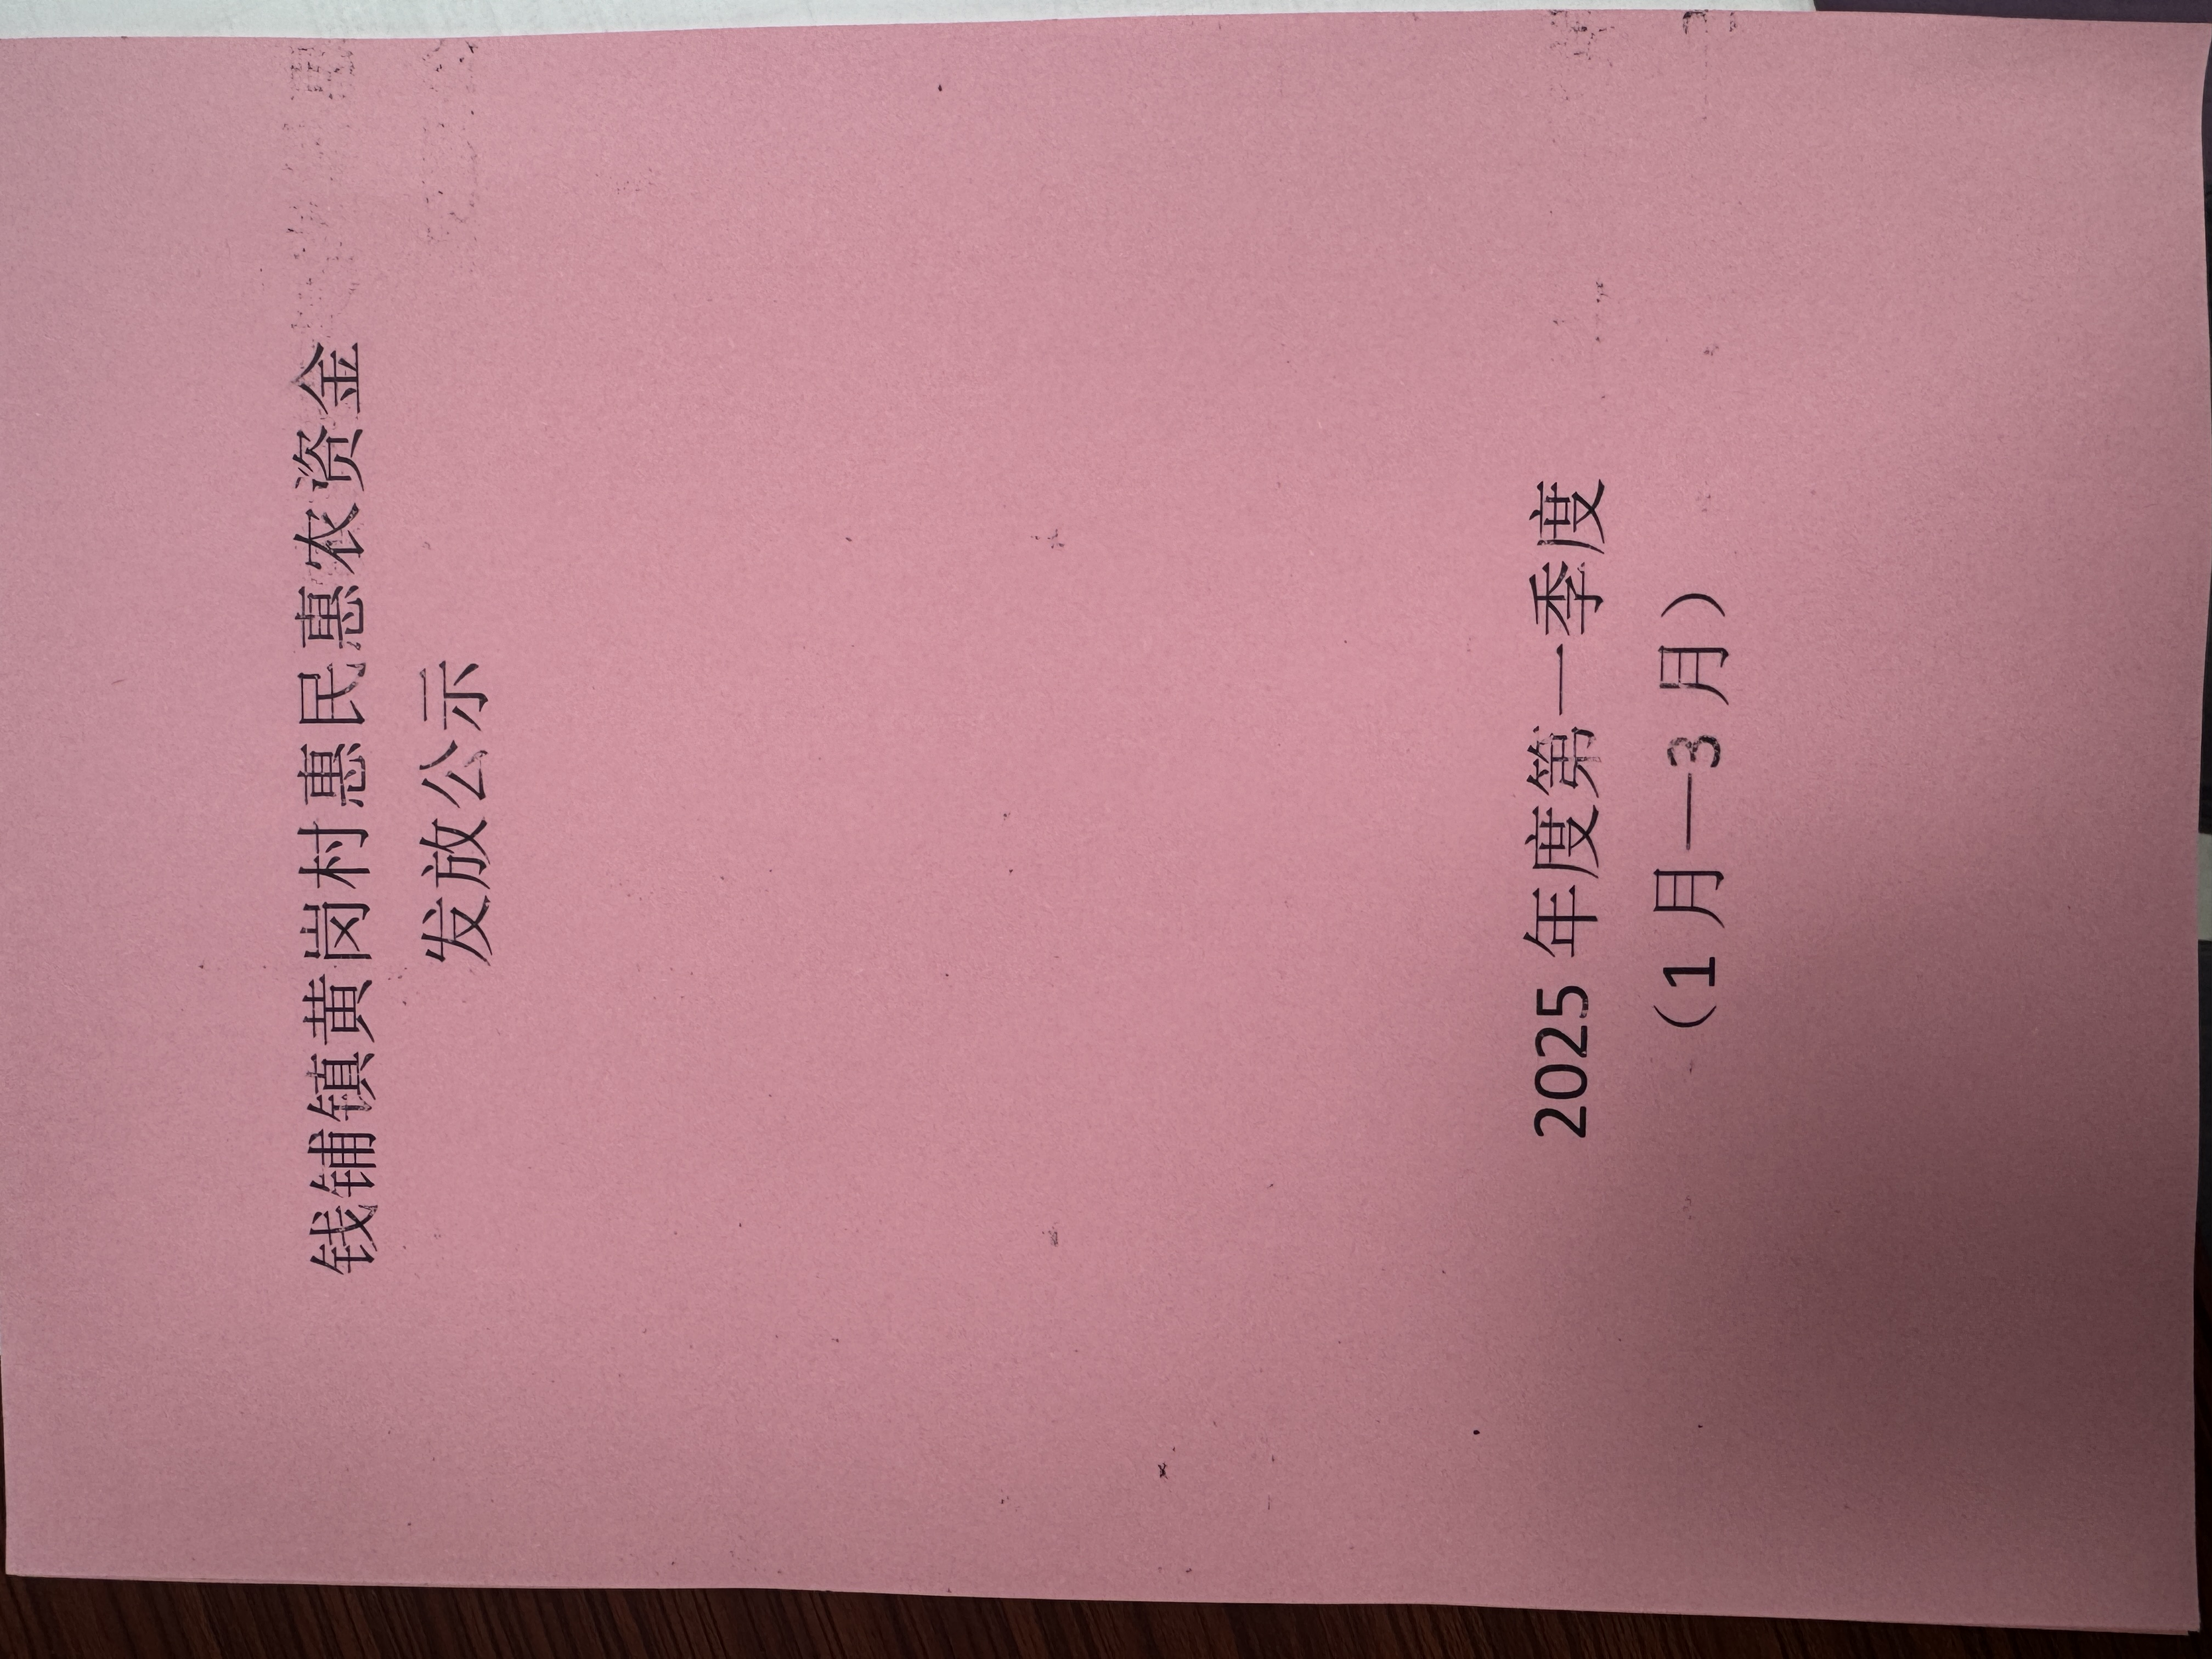 钱铺镇黄岗村惠民惠农资金
发放公示
2025 年度第一季度
（1 月—3 月）